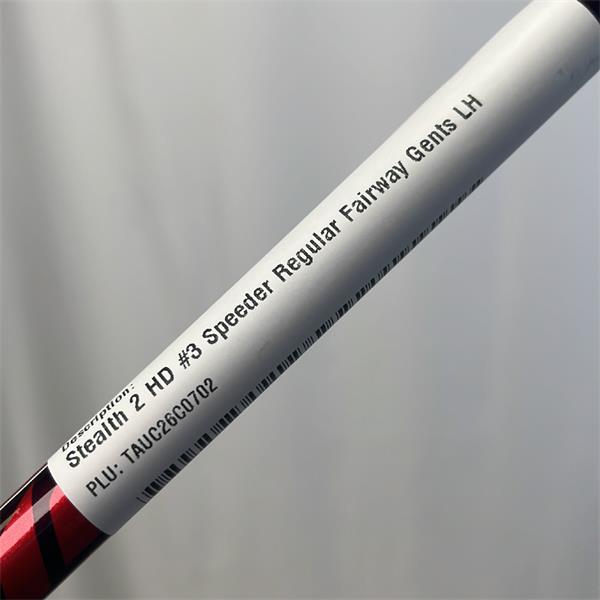 Description:
Stealth 2 HD #3 Speeder Regular Fairway Gents LH
PLU: TAUC26C0702